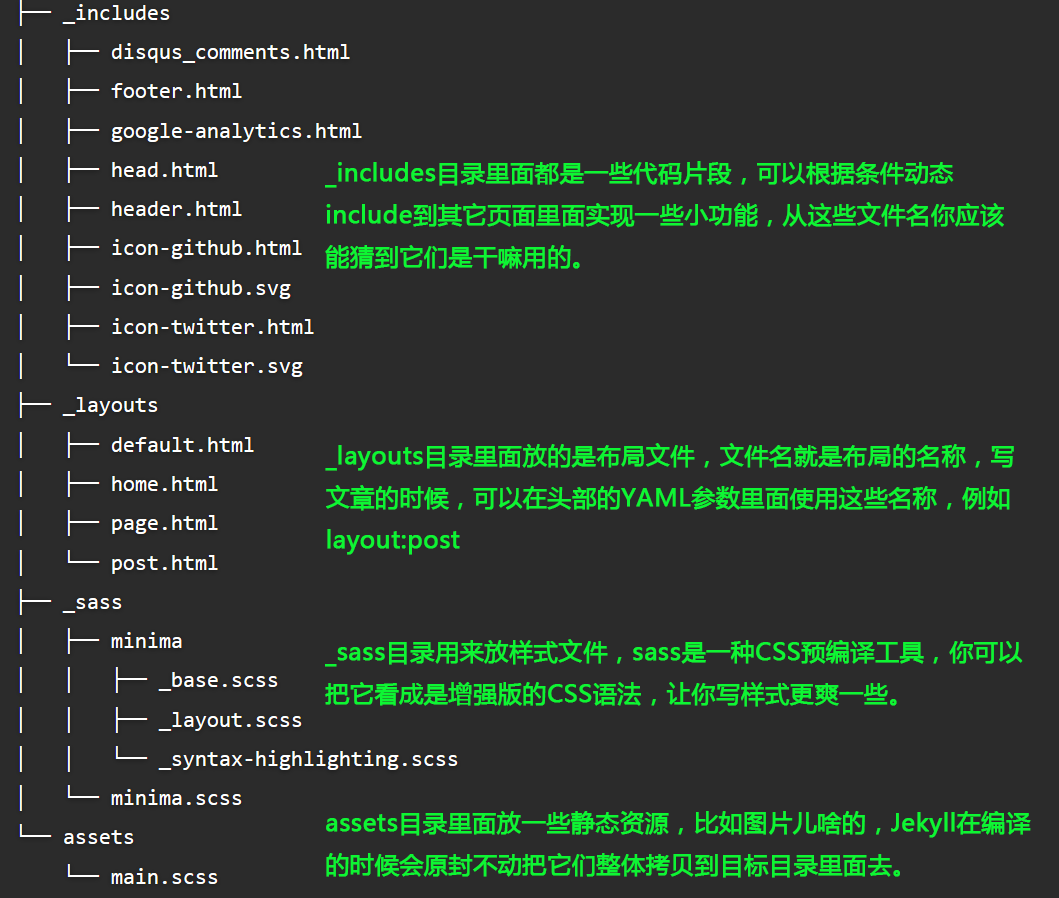 ├── _includes
│   ├── disqus_comments.html
│   ├── footer.html
│   ├── google-analytics.html
│   ├── head.html
_includes目录里面都是一些代码片段，可以根据条件动态
│   ├── header.html
include到其它页面里面实现一些小功能，从这些文件名你应该
│   ├── icon-github.html
能猜到它们是干嘛用的。
│   ├── icon-github.svg
│   ├── icon-twitter.html
│   └── icon-twitter.svg
├── _layouts
│   ├── default.html
_layouts目录里面放的是布局文件，文件名就是布局的名称，写
│   ├── home.html
文章的时候，可以在头部的YAML参数里面使用这些名称，例如
│   ├── page.html
layout:post
│   └── post.html
├── _sass
│   ├── minima
_sass目录用来放样式文件，sass是一种CSS预编译工具，你可以
│   │   ├── _base.scss
把它看成是增强版的CSS语法，让你写样式更爽一些。
│   │   ├── _layout.scss
│   │   └── _syntax-highlighting.scss
│   └── minima.scss
assets目录里面放一些静态资源，比如图片儿啥的，Jekyll在编译
└── assets
的时候会原封不动把它们整体拷贝到目标目录里面去。
    └── main.scss